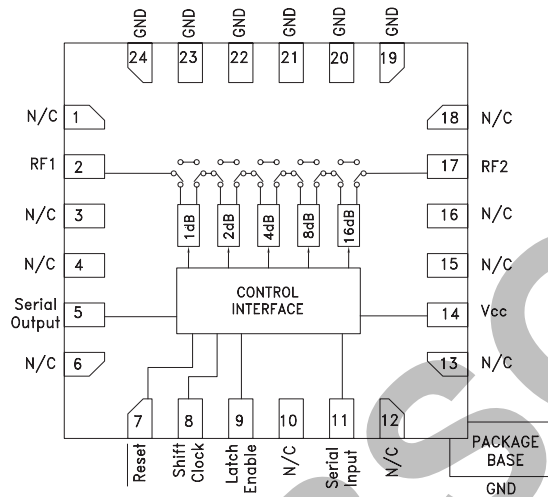 GND
GND
GND
GND
GND
GND
24
23
22
21
20
19
N/C
1
18
N/C
RF1
2
17
RF2
N/C
3
1dB
2dB
4dB
8dB
16dB
16
N/C
N/C
4
15
N/C
CONTROL
INTERFACE
Serial
Output
5
14
Vcc
N/C
6
13
N/C
7
8
9
10
11
12
Reset
Shift
Clock
Latch
Enable
N/C
Serial
Input
N/C
PACKAGE
BASE
GND